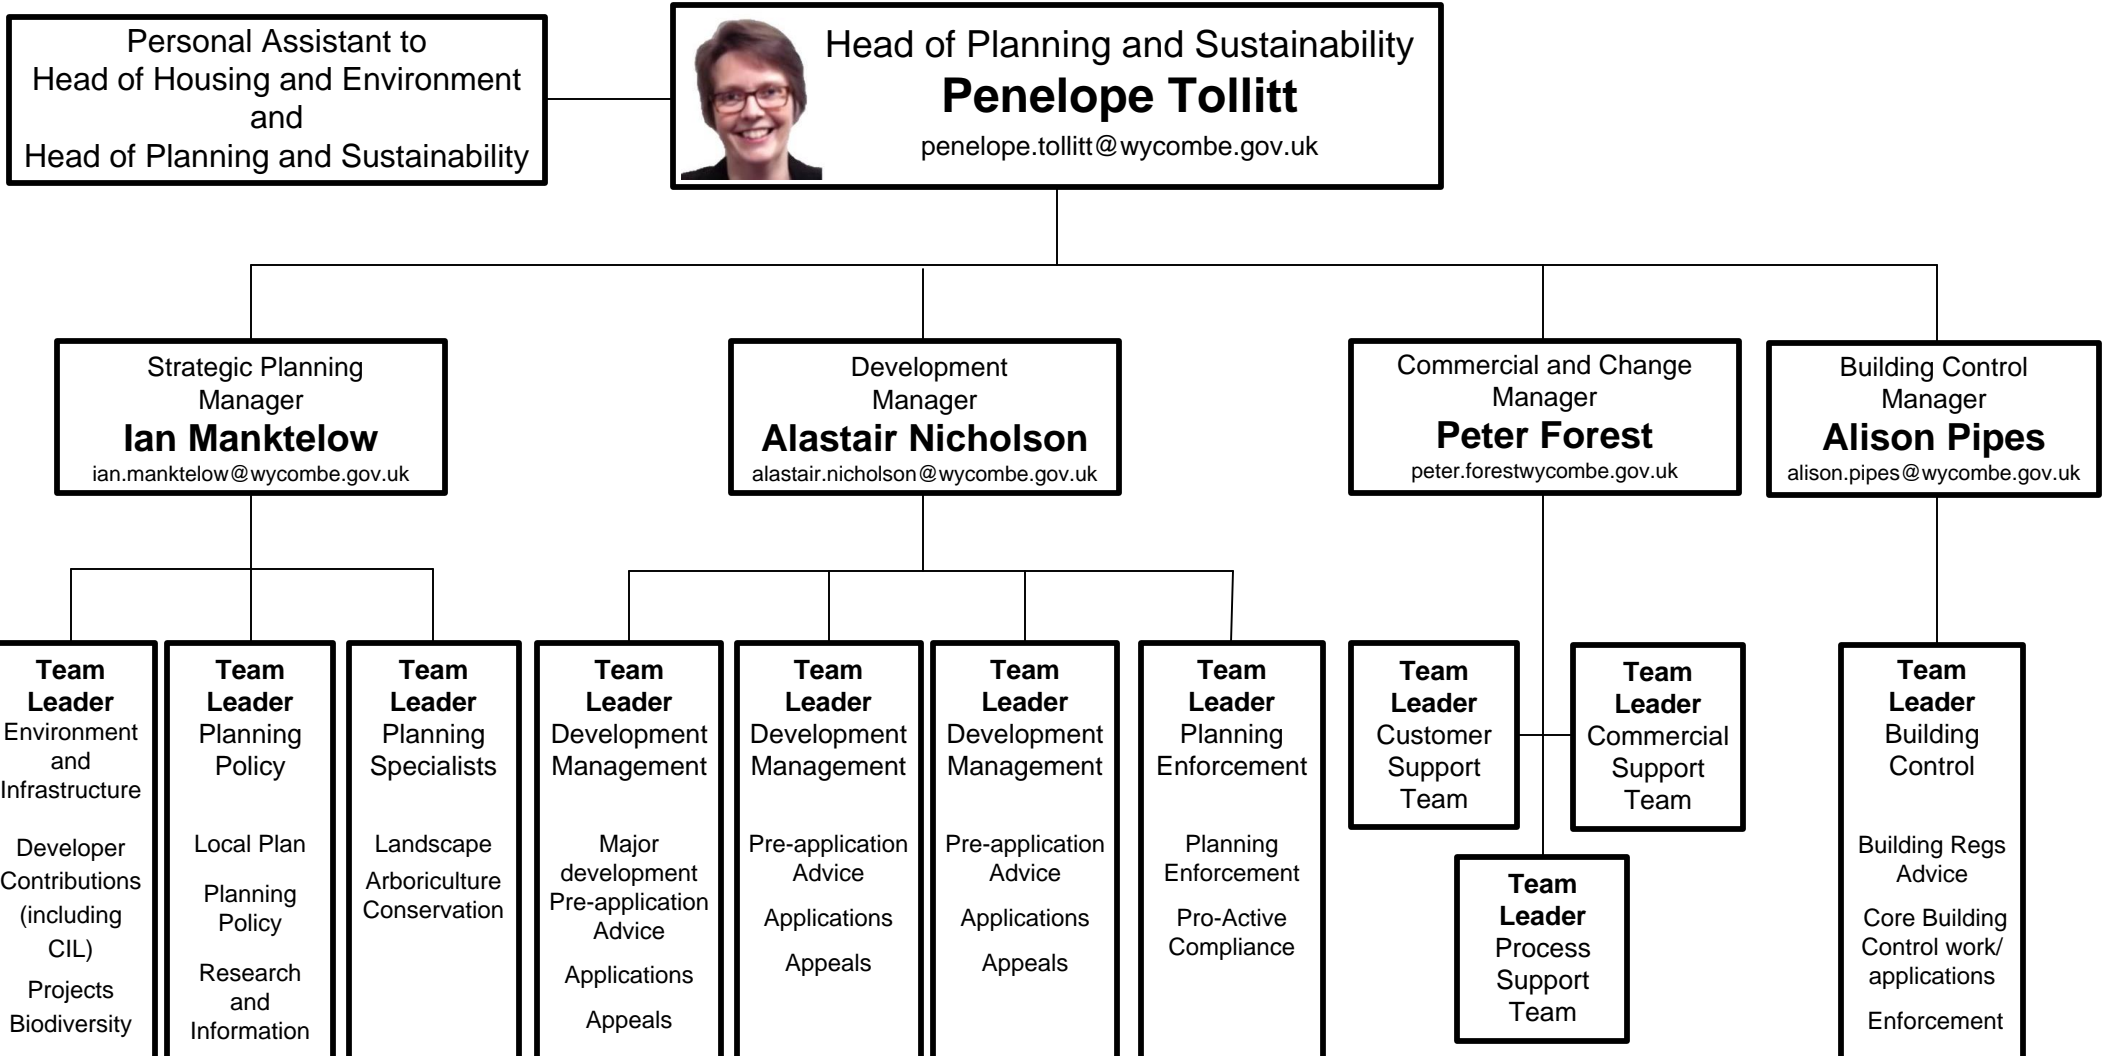 Personal Assistant to
Head of Housing and Environment
and
Head of Planning and Sustainability
Head of Planning and Sustainability
Penelope Tollitt
penelope.tollitt@wycombe.gov.uk
Strategic Planning
Manager
Ian Manktelow
ian.manktelow@wycombe.gov.uk
Development
Manager
Alastair Nicholson
alastair.nicholson@wycombe.gov.uk
Commercial and Change
Manager
Peter Forest
peter.forestwycombe.gov.uk
Building Control
Manager
Alison Pipes
alison.pipes@wycombe.gov.uk
Team
Leader
Environment
and
Infrastructure
Developer
Contributions
(including
CIL)
Projects
Biodiversity
Team
Leader
Planning
Policy
Local Plan
Planning
Policy
Research
and
Information
Team
Leader
Planning
Specialists
Landscape
Arboriculture
Conservation
Team
Leader
Development
Management
Major
development
Pre-application
Advice
Applications
Appeals
Team
Leader
Development
Management
Pre-application
Advice
Applications
Appeals
Team
Leader
Development
Management
Pre-application
Advice
Applications
Appeals
Team
Leader
Planning
Enforcement
Planning
Enforcement
Pro-Active
Compliance
Team
Leader
Customer
Support
Team
Team
Leader
Commercial
Support
Team
Team
Leader
Process
Support
Team
Team
Leader
Building
Control
Building Regs
Advice
Core Building
Control work/
applications
Enforcement